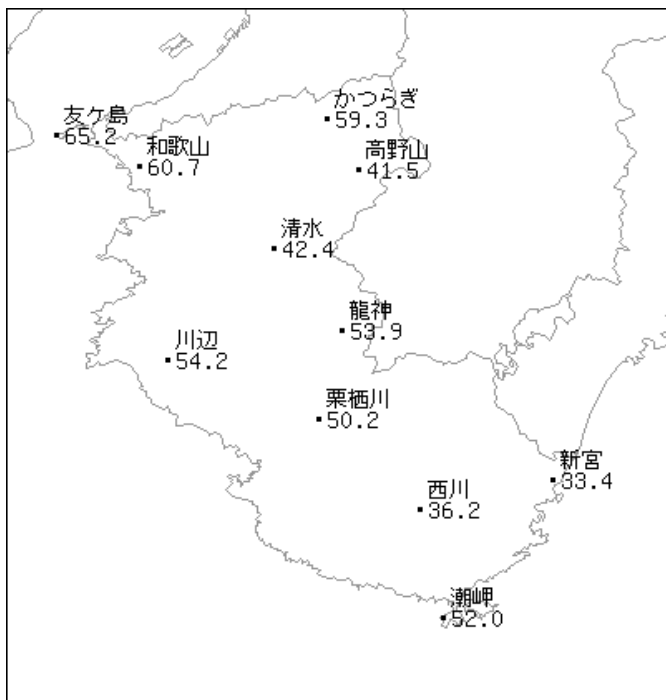 かつらぎ
59.3
友ケ島
65.2
和歌山
60.7
高野山
41.5
清水
42.4
龍神
53.9
川辺
54.2
栗栖川
50.2
新宮
33.4
西川
36.2
潮岬
52.0